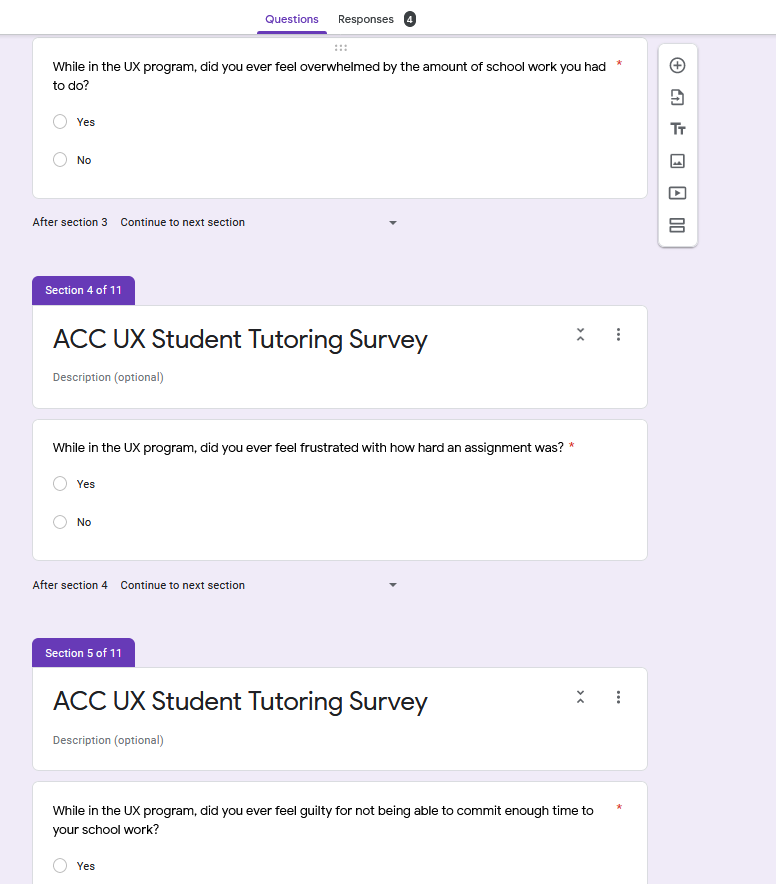 Questions Responses 4
While in the UX program, did you ever feel overwhelmed by the amount of school work you had *
to do?
Yes
No
After section 3 Continue to next section
Section 4 of 11
ACC UX Student Tutoring Survey
Description (optional)
While in the UX program, did you ever feel frustrated with how hard an assignment was? *
Yes
No
After section 4 Continue to next section
Section 5 of 11
ACC UX Student Tutoring Survey
Description (optional)
While in the UX program, did you ever feel guilty for not being able to commit enough time to *
your school work?
Yes